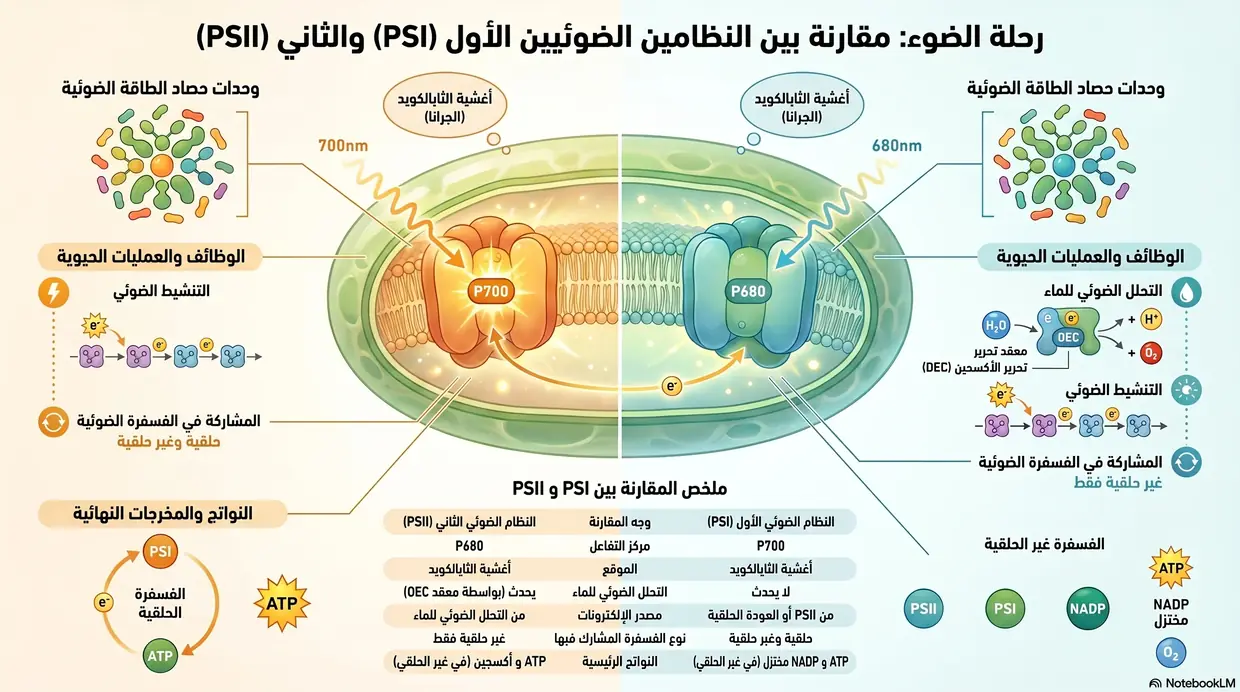 رحلة الضوء: مقارنة بين النظامين الضوئيين الأول (PSI) والثاني (PSII)
وحدات حصاد الطاقة الضوئية
أغشية الثايالكويد
(الجرانا)
680nm
P680
الوظائف والعمليات الحيوية
التحلل الضوئي للماء
H₂O
e
e⁻
OEC
+ H⁺
+ O₂
معقد تحرير
تحرير الأكسجين (DEC)
التنشيط الضوئي
e⁻
e⁻
e⁻
المشاركة في الفسفرة الضوئية
غير حلقية فقط
وحدات حصاد الطاقة الضوئية
أغشية الثايالكويد
(الجرانا)
700nm
P700
e⁻
الوظائف والعمليات الحيوية
التنشيط الضوئي
e⁻
e⁻
e⁻
المشاركة في الفسفرة الضوئية
حلقية وغير حلقية
النواتج والمخرجات النهائية
PSI
e⁻
الفسفرة
الحلقية
ATP
ATP
ملخص المقارنة بين PSI و PSII
النظام الضوئي الأول (PSI) وجه المقارنة النظام الضوئي الثاني (PSII)
P700 مركز التفاعل P680
أغشية الثايالكويد الموقع أغشية الثايالكويد
لا يحدث التحلل الضوئي للماء يحدث (بواسطة معقد OEC)
من PSII أو العودة الحلقية مصدر الإلكترونات من التحلل الضوئي للماء
حلقية وغير حلقية نوع الفسفرة المشارك فيها غير حلقية فقط
ATP و NADP مختزل (في غير الحلقي) النواتج الرئيسية ATP و أكسجين (في غير الحلقي)
الفسفرة غير الحلقية
PSII
PSI
NADP
ATP
NADP
مختزل
O₂
NotebookLM